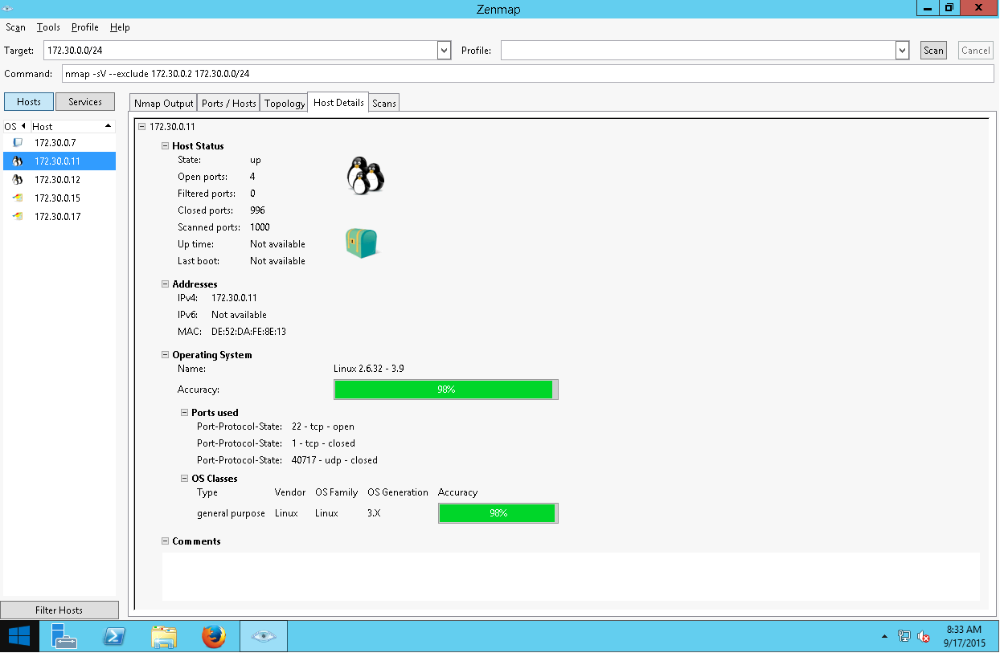 Zenmap
Scan Tools Profile Help
Target: 172.30.0.0/24 Profile: Scan Cancel
Command: nmap -sV --exclude 172.30.0.2 172.30.0.0/24
Hosts Services
Nmap Output Ports / Hosts Topology Host Details Scans
OS Host
172.30.0.7
172.30.0.11
172.30.0.12
172.30.0.15
172.30.0.17
Filter Hosts
172.30.0.11
Host Status
State: up
Open ports: 4
Filtered ports: 0
Closed ports: 996
Scanned ports: 1000
Up time: Not available
Last boot: Not available
Addresses
IPv4: 172.30.0.11
IPv6: Not available
MAC: DE:52:DA:FE:8E:13
Operating System
Name: Linux 2.6.32 - 3.9
Accuracy: 98%
Ports used
Port-Protocol-State: 22 - tcp - open
Port-Protocol-State: 1 - tcp - closed
Port-Protocol-State: 40717 - udp - closed
OS Classes
Type Vendor OS Family OS Generation Accuracy
general purpose Linux Linux 3.X 98%
Comments
8:33 AM
9/17/2015